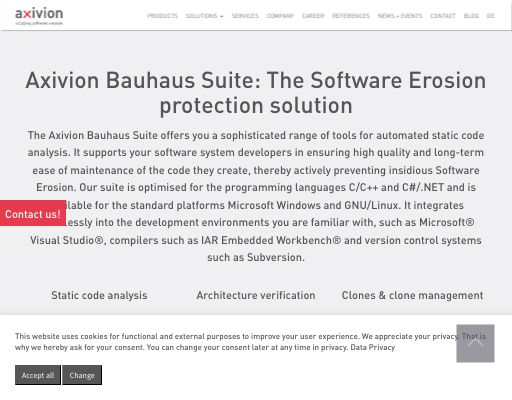 axivion
stopping software erosion
PRODUCTS SOLUTIONS SERVICES COMPANY CAREER REFERENCES NEWS + EVENTS CONTACT BLOG DE
Axivion Bauhaus Suite: The Software Erosion
protection solution
The Axivion Bauhaus Suite offers you a sophisticated range of tools for automated static code
analysis. It supports your software system developers in ensuring high quality and long-term
ease of maintenance of the code they create, thereby actively preventing insidious Software
Erosion. Our suite is optimised for the programming languages C/C++ and C#/.NET and is
ilable for the standard platforms Microsoft Windows and GNU/Linux. It integrates
Contact us!
lessly into the development environments you are familiar with, such as Microsoft®
Visual Studio®, compilers such as IAR Embedded Workbench® and version control systems
such as Subversion.
Static code analysis Architecture verification Clones & clone management
This website uses cookies for functional and external purposes to improve your user experience. We appreciate your privacy. That is
why we hereby ask for your consent. You can change your consent later at any time in privacy. Data Privacy
Accept all Change